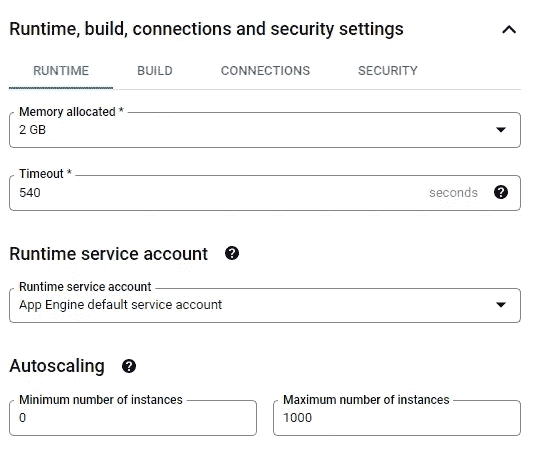 Runtime, build, connections and security settings
RUNTIME BUILD CONNECTIONS SECURITY
Memory allocated *
2 GB
Timeout *
540 seconds ?
Runtime service account ?
Runtime service account
App Engine default service account
Autoscaling ?
Minimum number of instances Maximum number of instances
0 1000